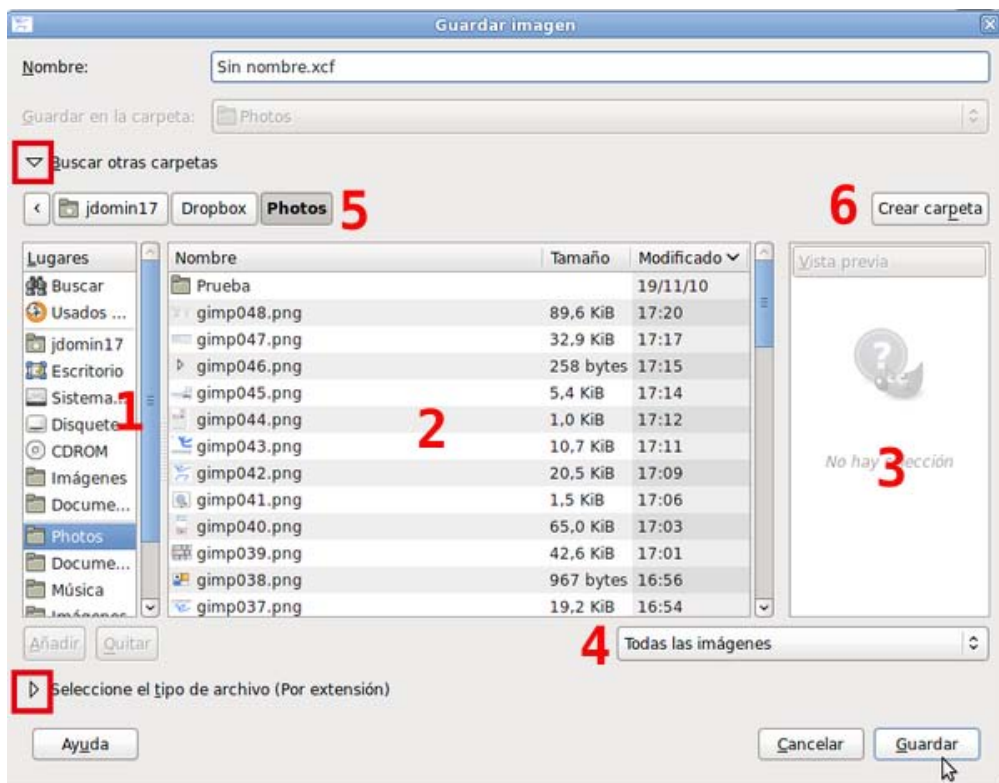 Guardar imagen
Nombre: Sin nombre.xcf
Guardar en la carpeta: Photos
Buscar otras carpetas
jdomin17 Dropbox Photos 5 6 Crear carpeta
Lugares Nombre Tamaño Modificado Vista previa
Buscar Prueba 19/11/10
Usados ... gimp048.png 89,6 KiB 17:20
gimp047.png 32,9 KiB 17:17
jdomin17 gimp046.png 258 bytes 17:15
Escritorio gimp045.png 5,4 KiB 17:14
Sistema... 1 gimp044.png 1,0 KiB 17:12
Disquete 2 gimp043.png 10,7 KiB 17:11
CDROM gimp042.png 20,5 KiB 17:09 No hay selección 3
Imágenes gimp041.png 1,5 KiB 17:06
Docume... gimp040.png 65,0 KiB 17:03
Photos gimp039.png 42,6 KiB 17:01
Docume... gimp038.png 967 bytes 16:56
Música gimp037.png 19,2 KiB 16:54
Imágenes
Añadir Quitar 4 Todas las imágenes
Seleccione el tipo de archivo (Por extensión)
Ayuda Cancelar Guardar